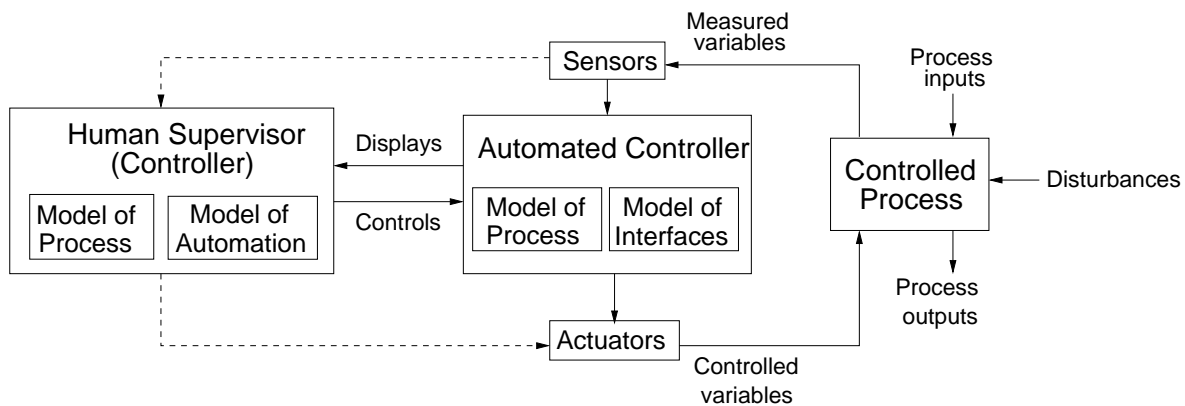 Measured
variables
Sensors
Process
inputs
Human Supervisor
(Controller)
Displays
Automated Controller
Controlled
Process
Disturbances
Model of
Process
Model of
Automation
Controls
Model of
Process
Model of
Interfaces
Process
outputs
Actuators
Controlled
variables